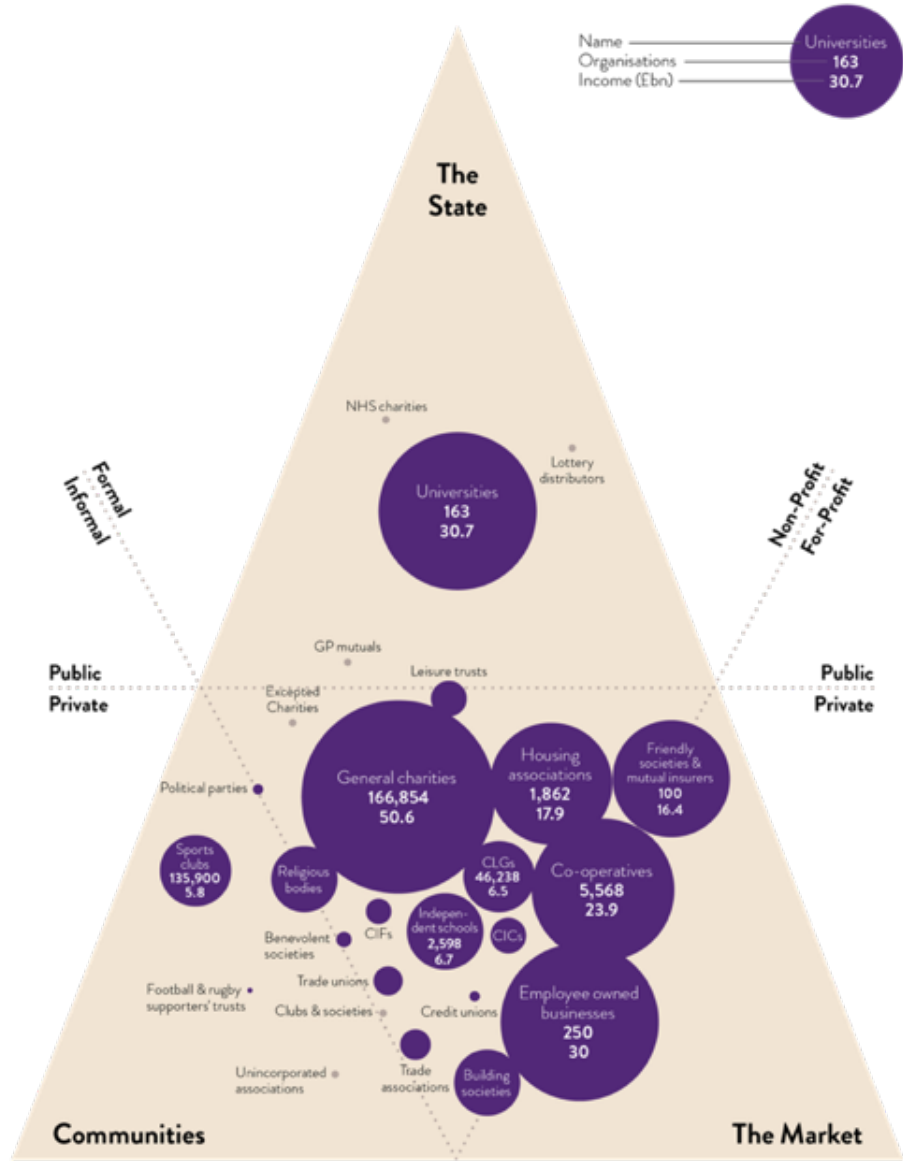 Name
Organisations
Income (£bn)
Universities
163
30.7
The
State
NHS charities
Lottery
distributors
Universities
163
30.7
Formal
Informal
Non-Profit
For-Profit
GP mutuals
Leisure trusts
Public
Private
Public
Private
Excepted
Charities
General charities
166,854
50.6
Housing
associations
1,862
17.9
Friendly
societies &
mutual insurers
100
16.4
Political parties
Sports
clubs
135,900
5.8
Religious
bodies
CLGs
46,238
6.5
Co-operatives
5,568
23.9
CIFs
Indepen-
dent schools
2,598
6.7
CICs
Benevolent
societies
Trade unions
Football & rugby
supporters' trusts
Clubs & societies
Credit unions
Employee owned
businesses
250
30
Unincorporated
associations
Trade
associations
Building
societies
Communities
The Market